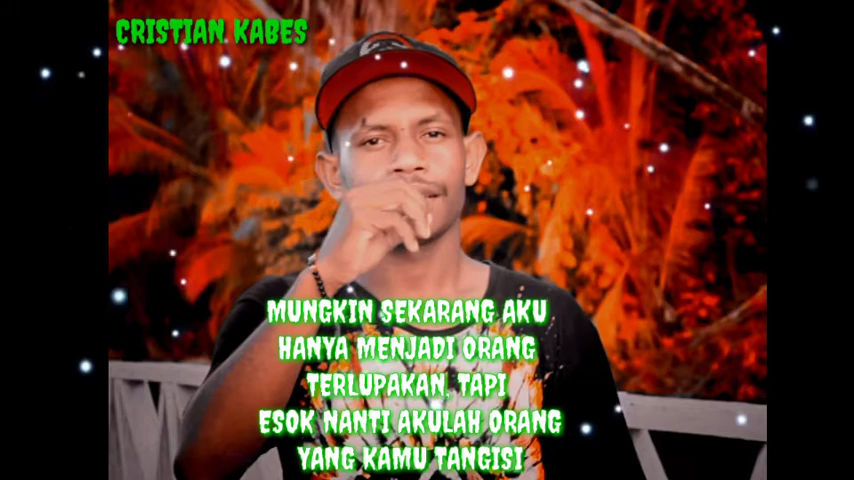 CRISTIAN KABES
MUNGKIN SEKARANG AKU
HANYA MENJADI ORANG
TERLUPAKAN, TAPI
ESOK NANTI AKULAH ORANG
YANG KAMU TANGISI